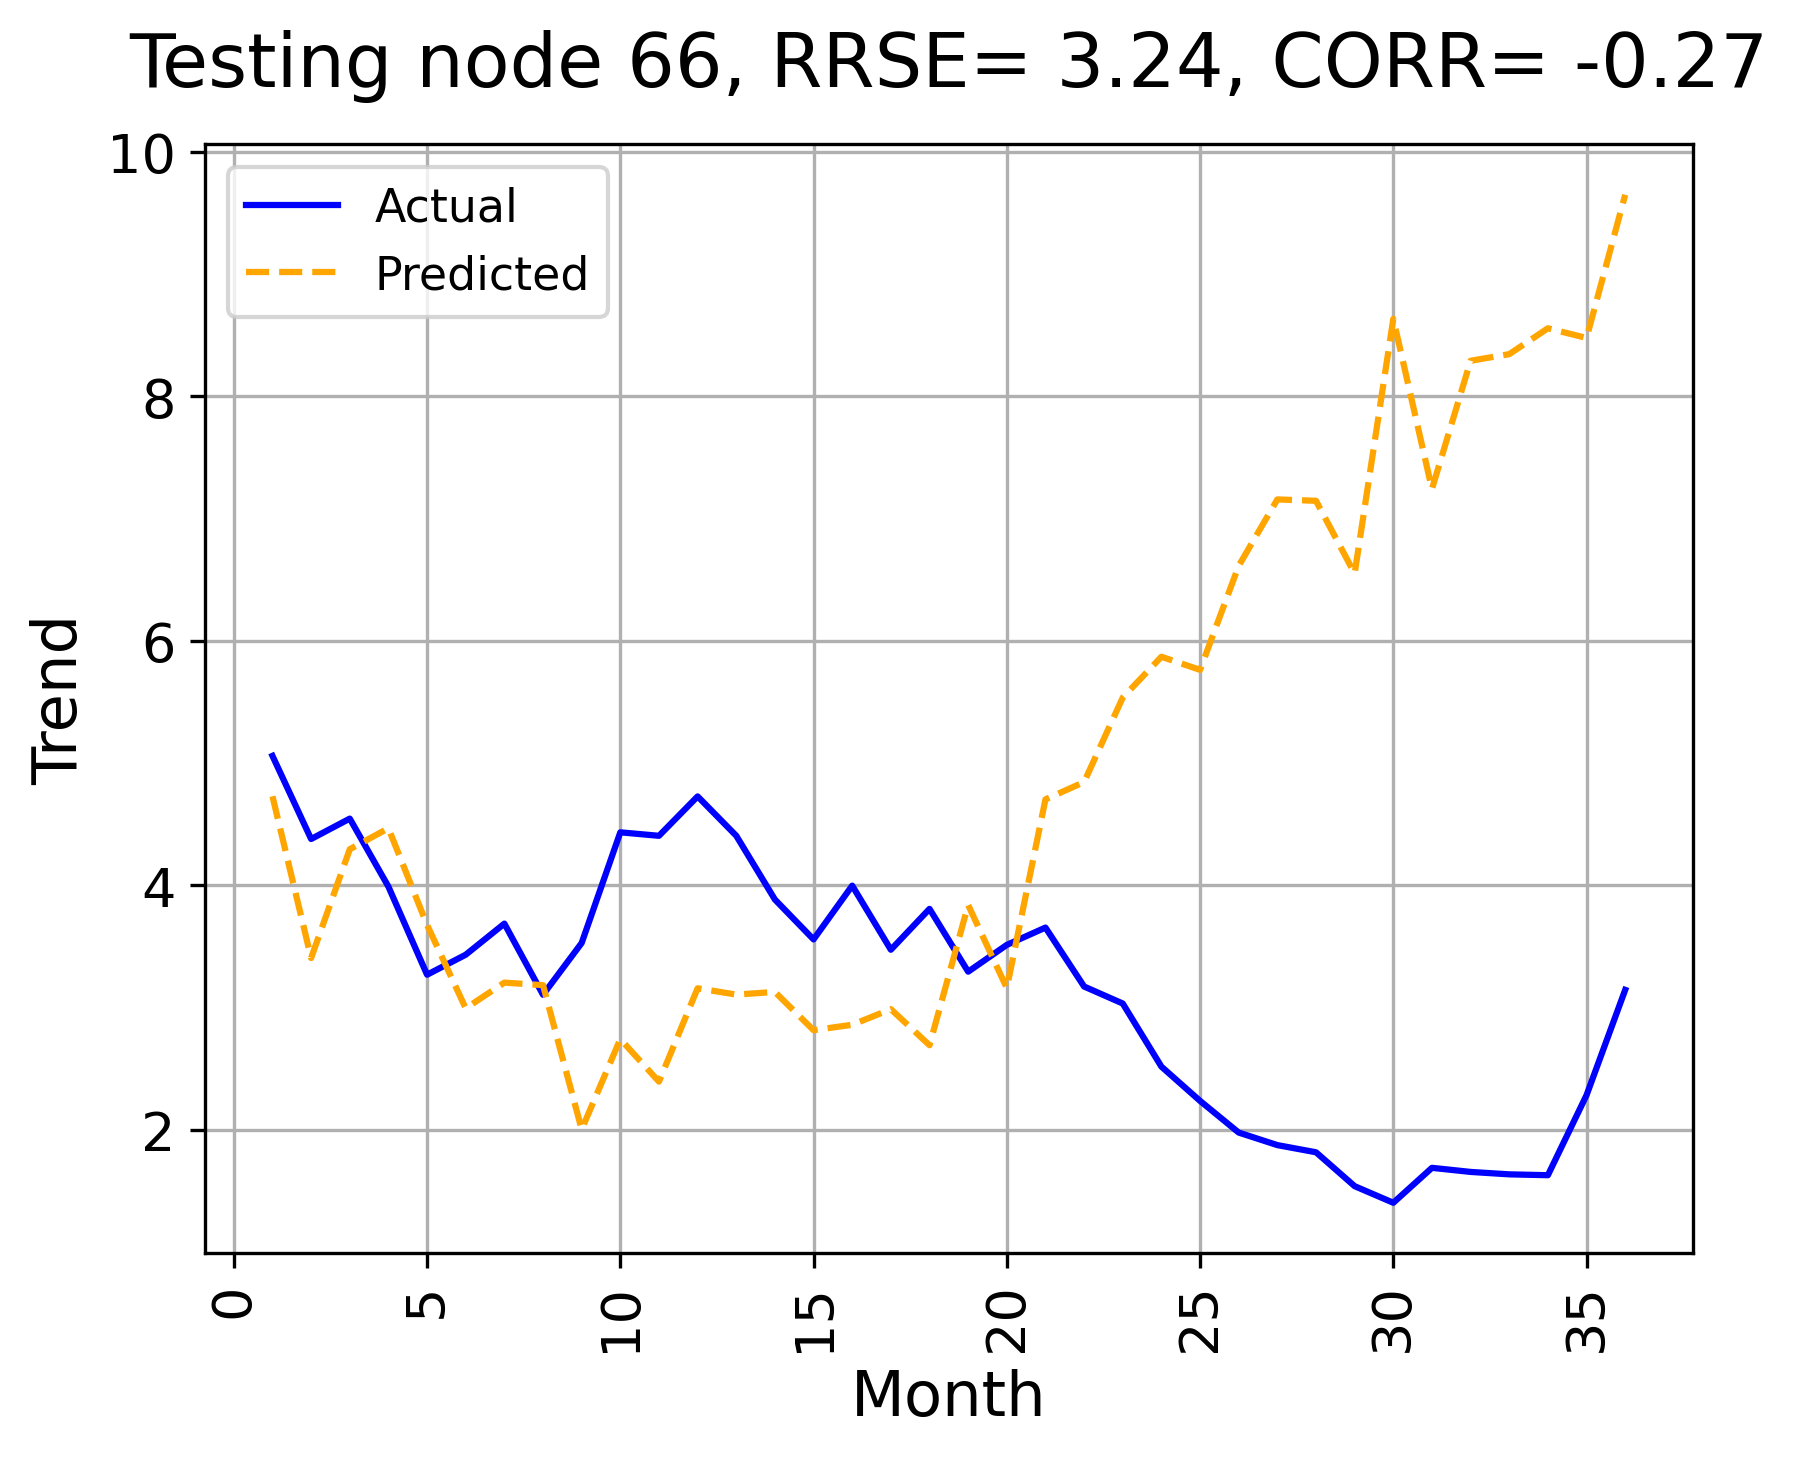 Testing node 66, RRSE= 3.24, CORR= -0.27
10
8
6
4
2
Trend
Actual
Predicted
0 5 10 15 20 25 30 35
Month